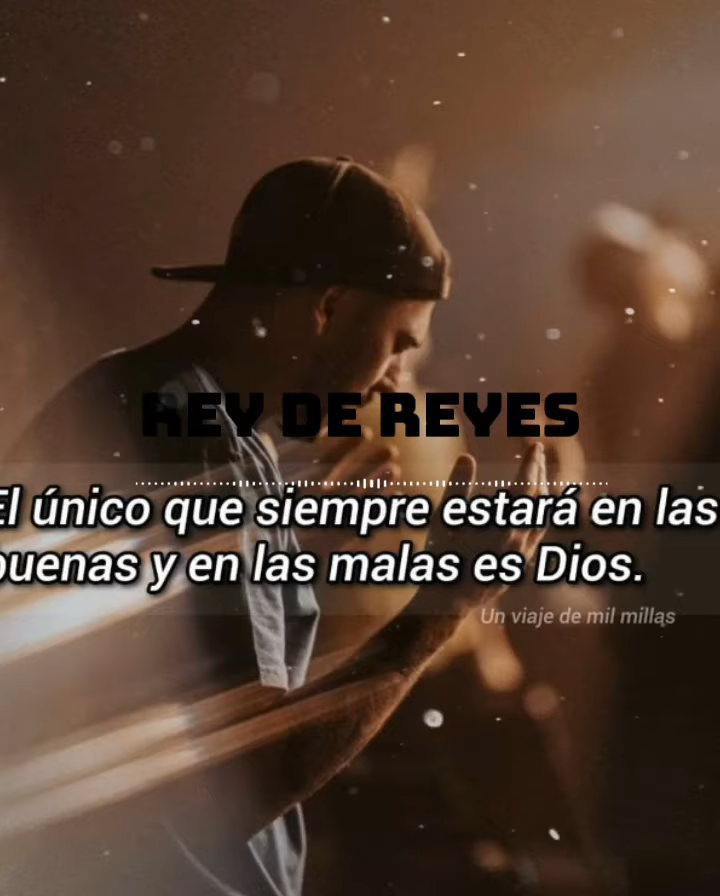 REY DE REYES
El único que siempre estará en las
buenas y en las malas es Dios.
Un viaje de mil millas